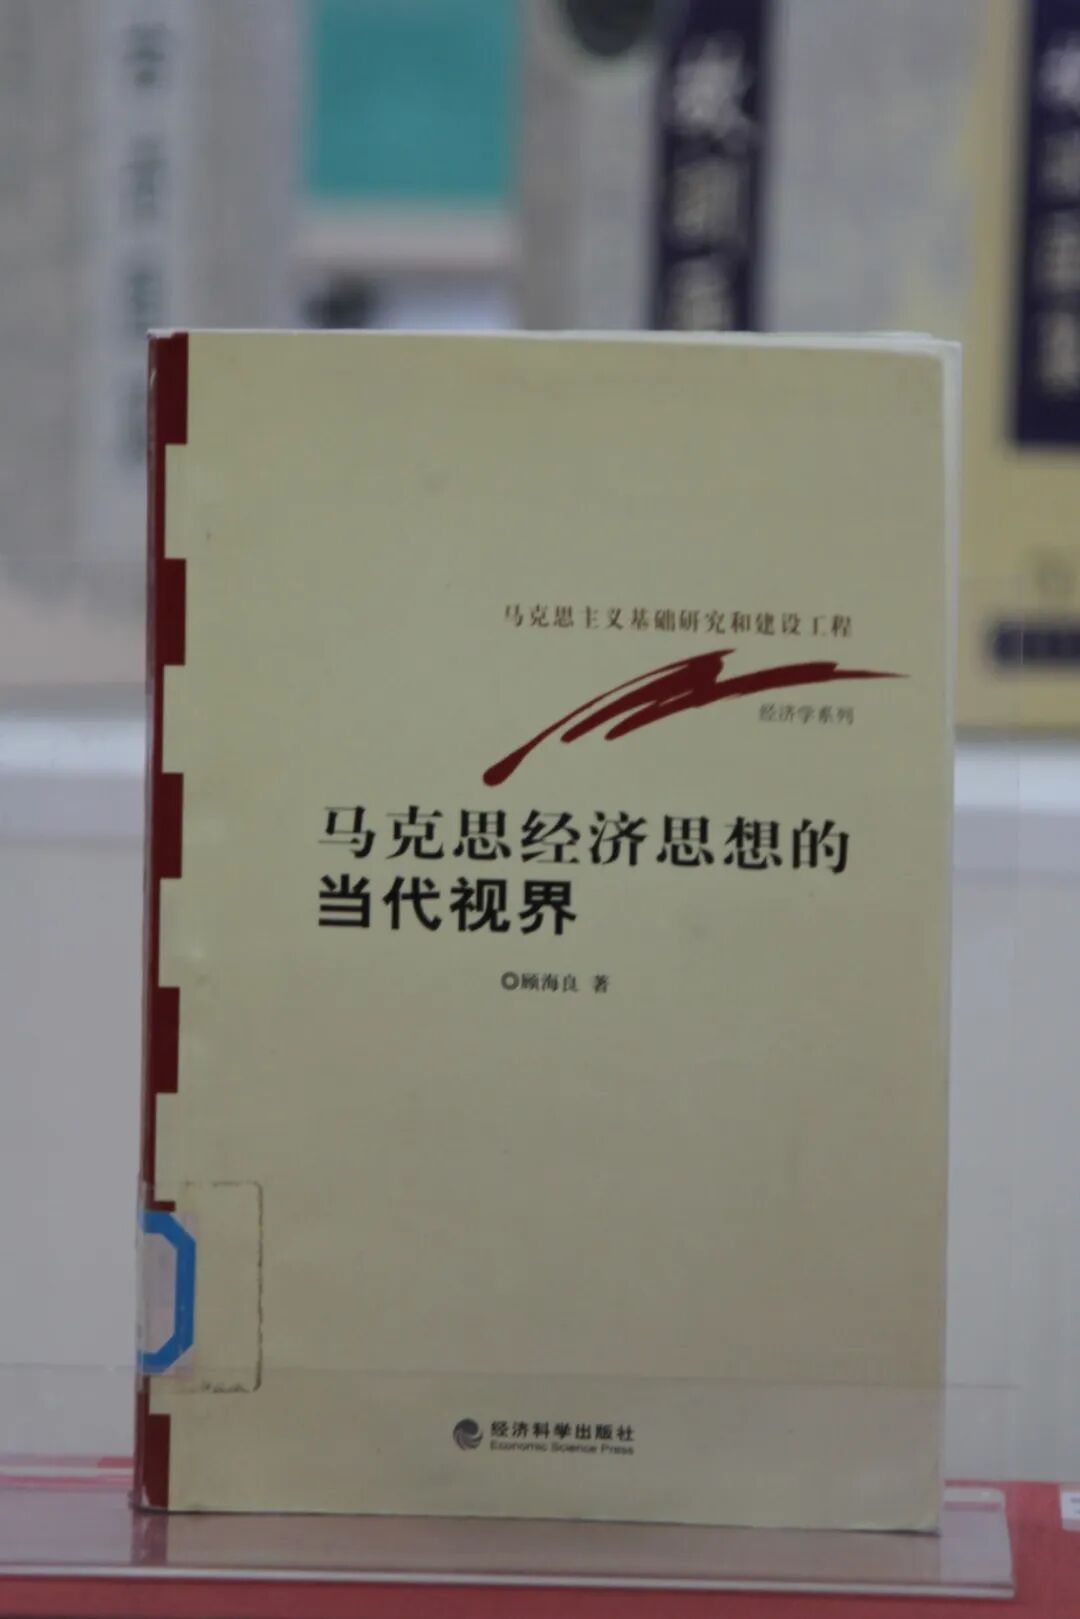 马克思主义基础研究和建设工程
经济学系列
马克思经济思想的
当代视界
◎顾海良 著
经济科学出版社
Economic Science Press